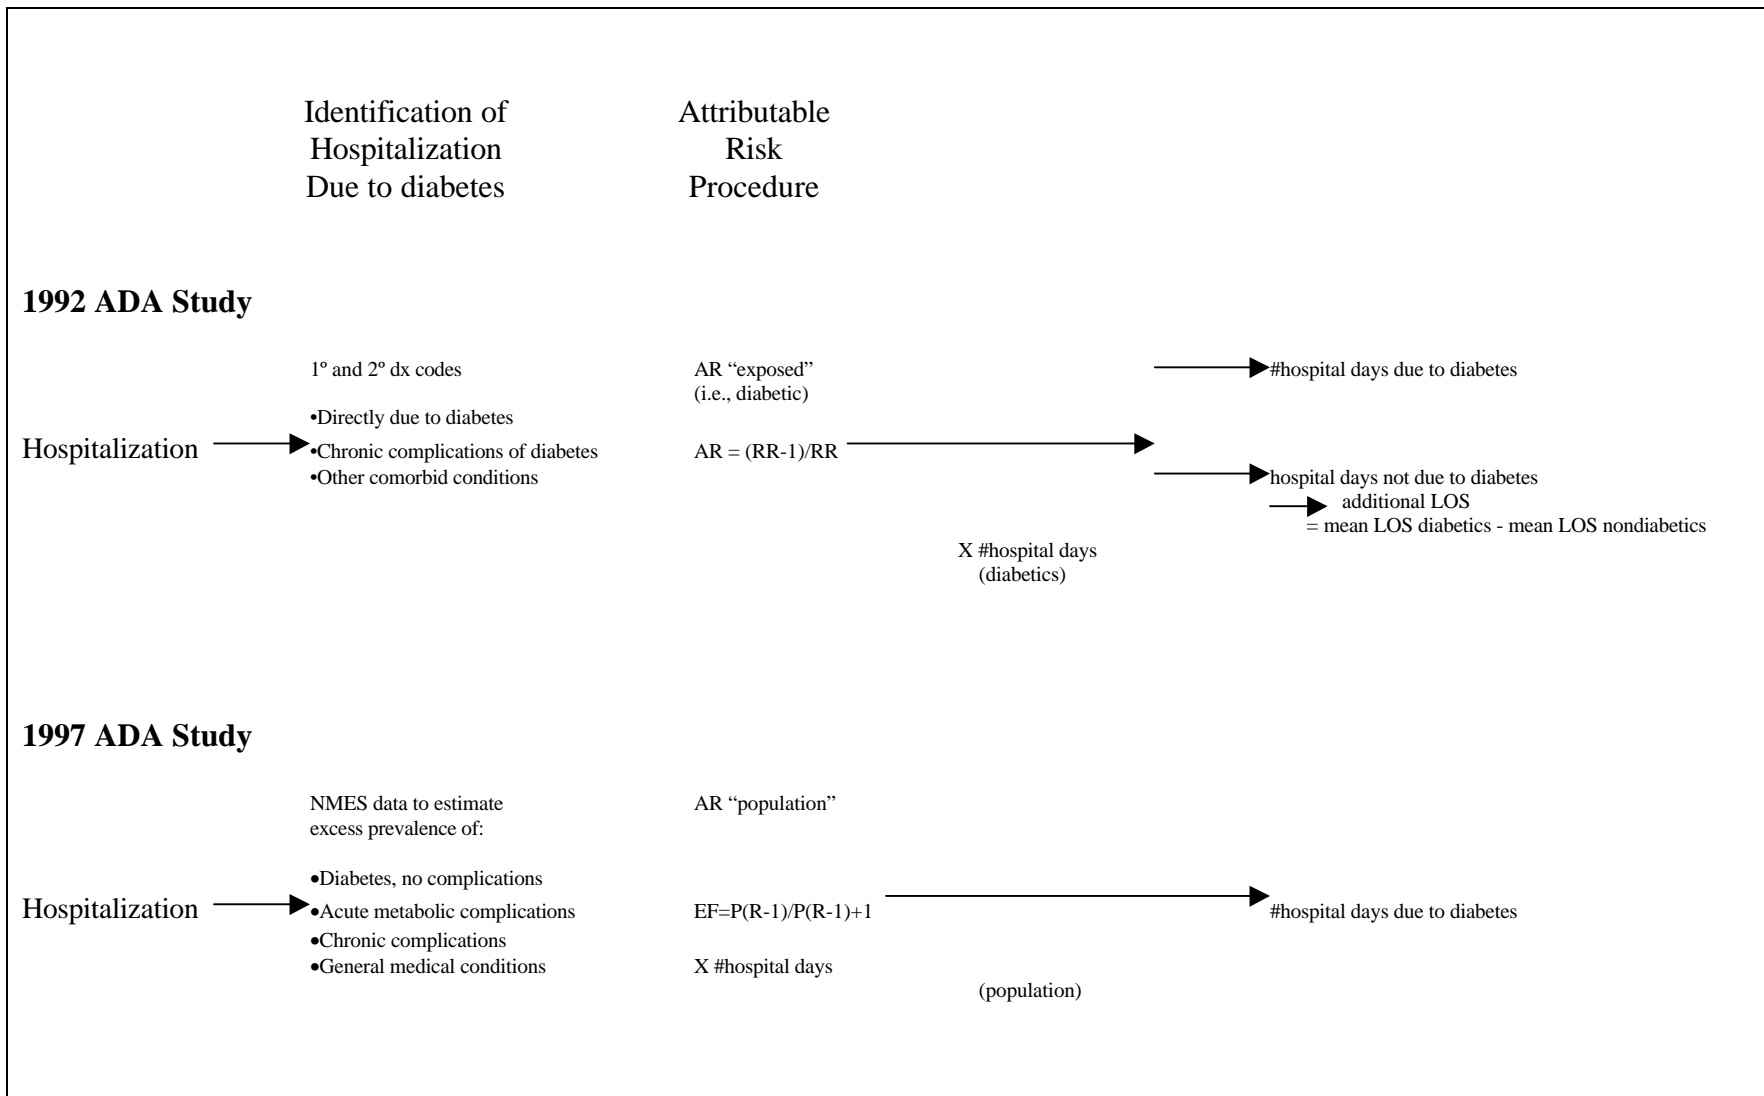 Identification of
Hospitalization
Due to diabetes
Attributable
Risk
Procedure
1992 ADA Study
Hospitalization
1º and 2º dx codes
•Directly due to diabetes
•Chronic complications of diabetes
•Other comorbid conditions
AR “exposed”
(i.e., diabetic)
AR = (RR-1)/RR
X #hospital days
(diabetics)
#hospital days due to diabetes
hospital days not due to diabetes
additional LOS
= mean LOS diabetics - mean LOS nondiabetics
1997 ADA Study
Hospitalization
NMES data to estimate
excess prevalence of:
•Diabetes, no complications
•Acute metabolic complications
•Chronic complications
•General medical conditions
AR “population”
EF=P(R-1)/P(R-1)+1
X #hospital days
(population)
#hospital days due to diabetes